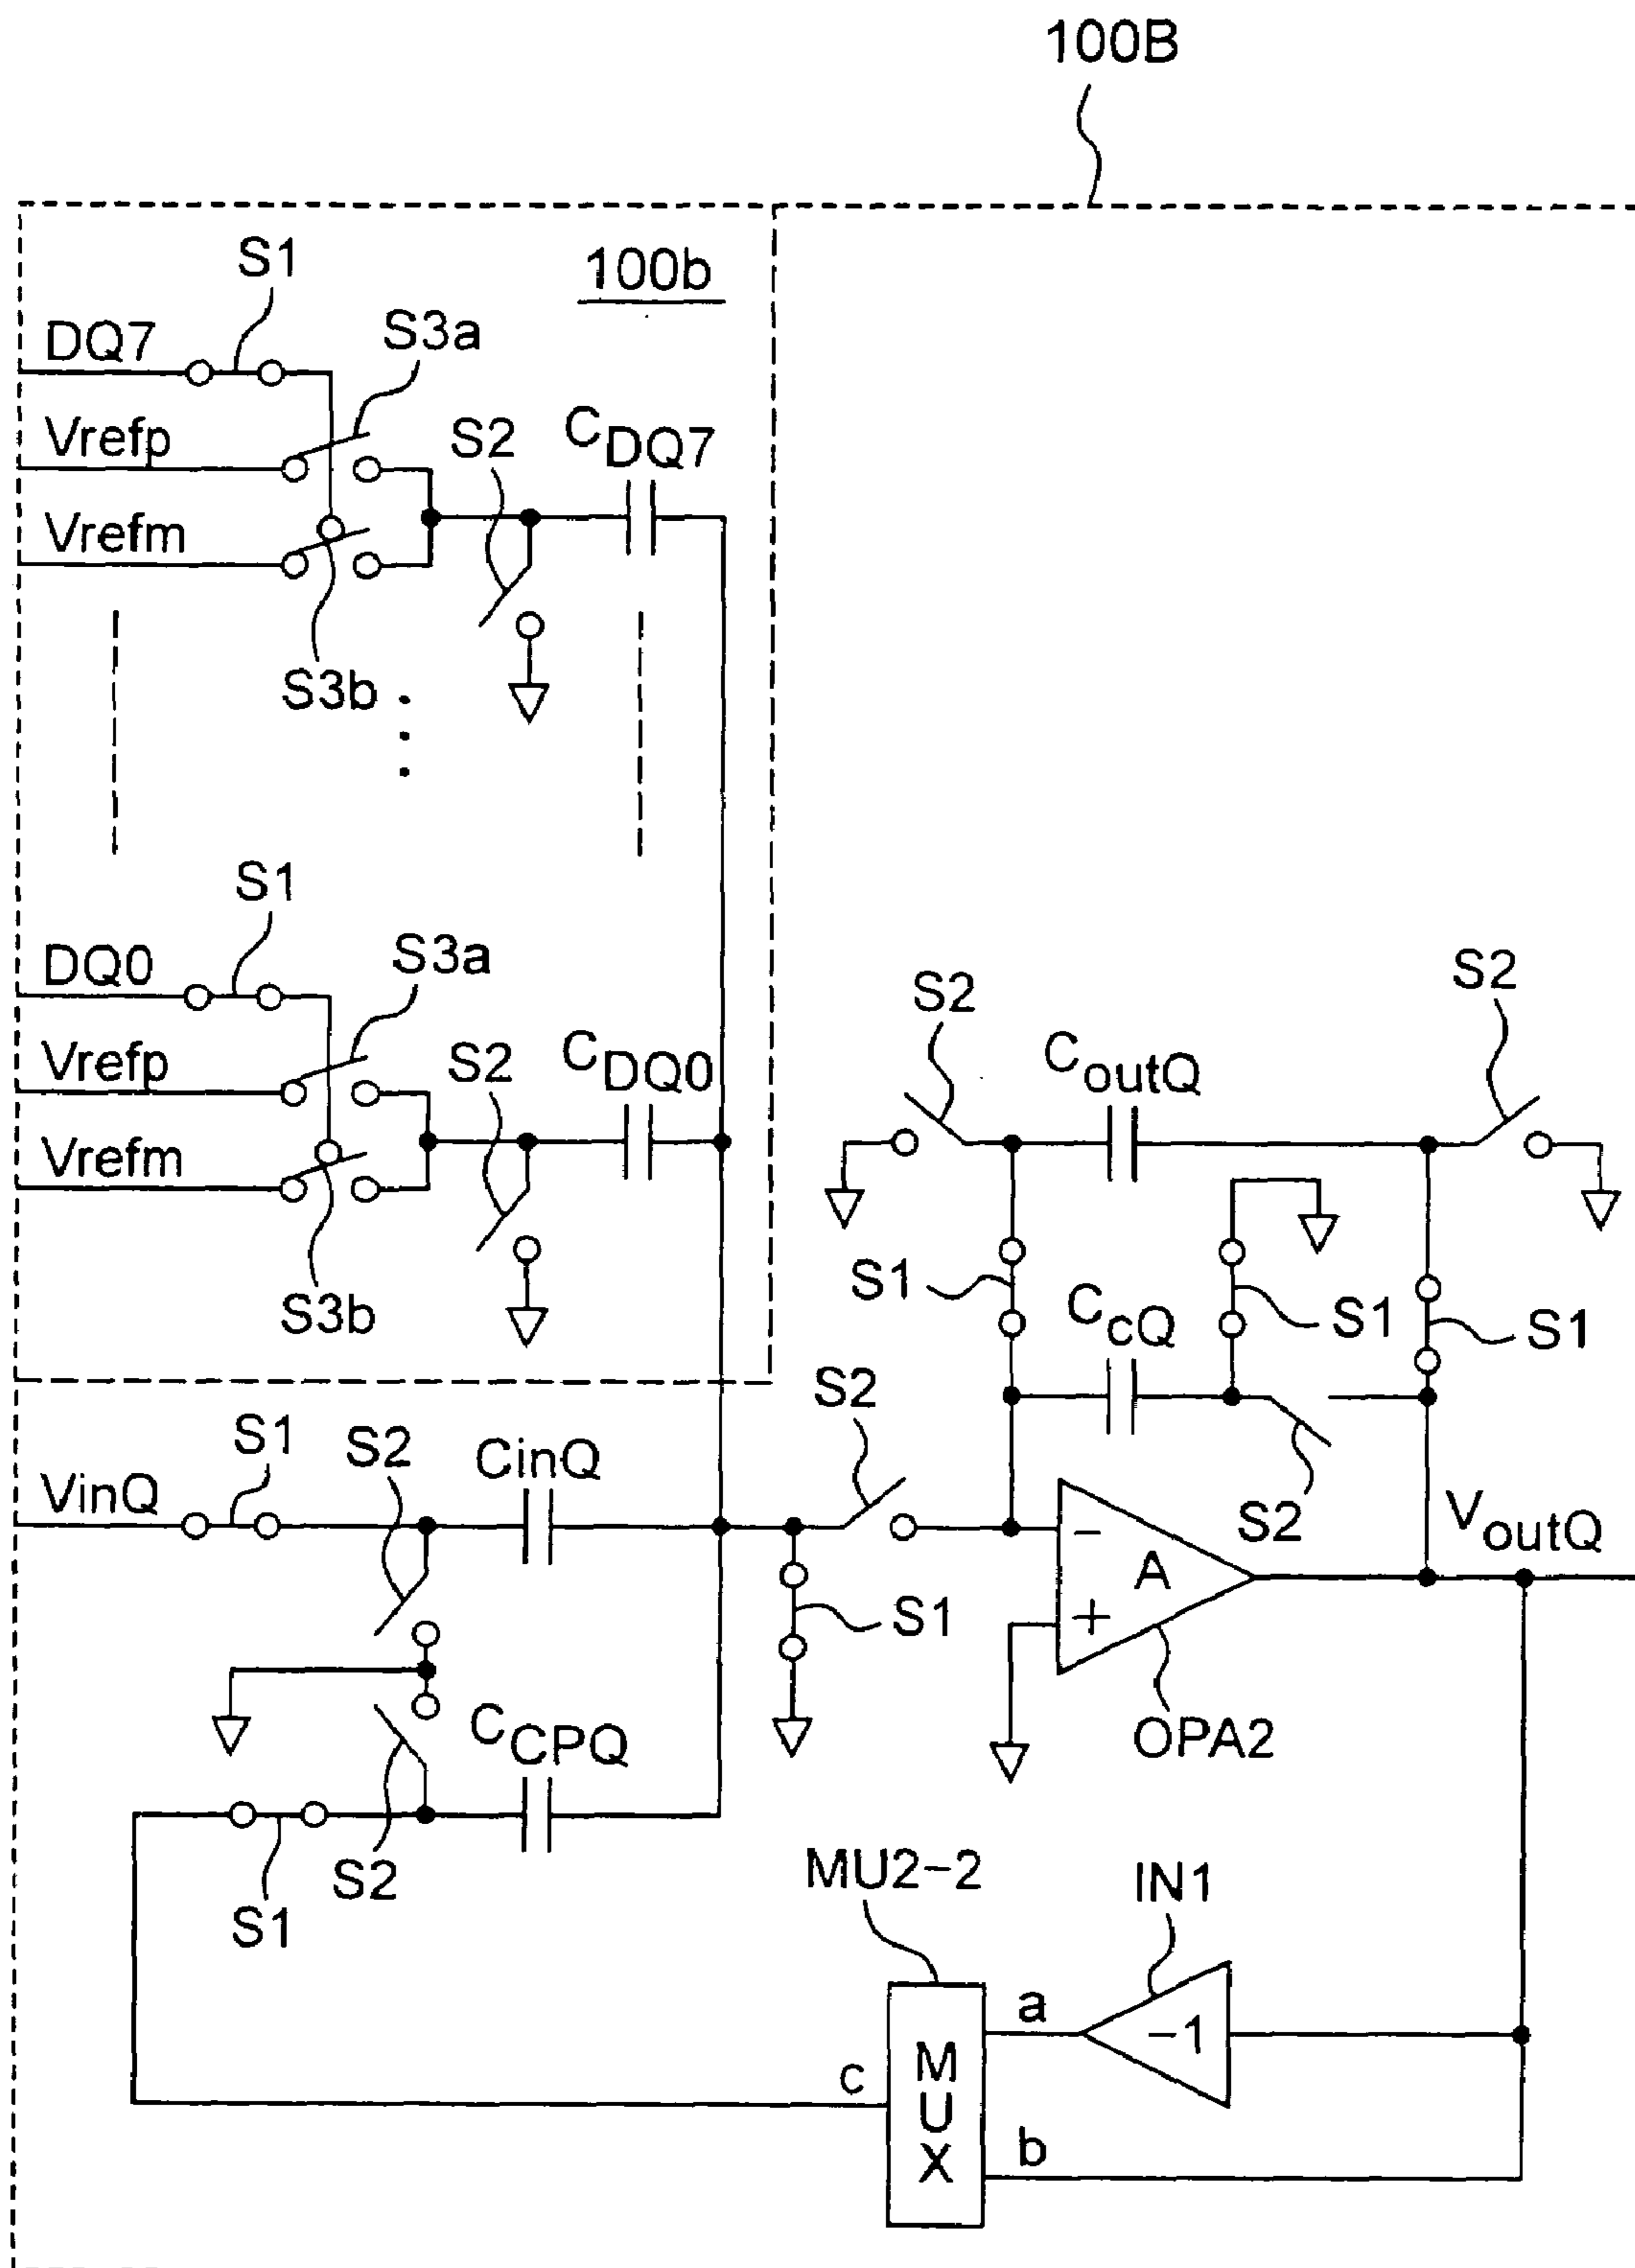 100B
100b
S1
DQ7
S3a
Vrefp
S2
CDQ7
Vrefm
S3b
S1
DQ0
S3a
Vrefp
S2
CDQ0
Vrefm
S3b
S2
CoutQ
S2
S1
CcQ
S1
S1
S2
S2
VinQ
S1
S2
CinQ
S1
- A +
OPA2
VoutQ
CCPQ
S2
S1
MU2-2
IN1
a
-1
c
MUX
b